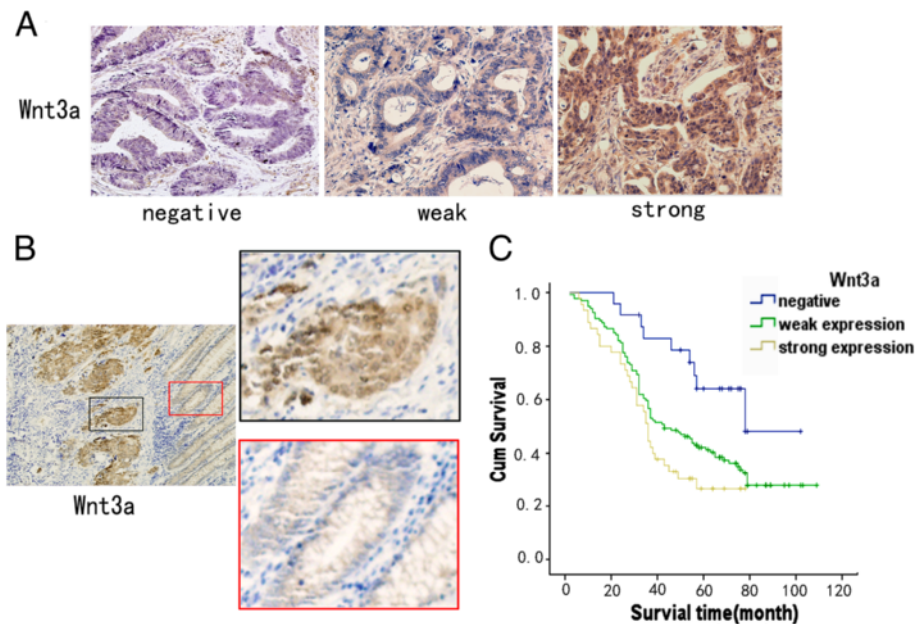 A
Wnt3a
negative
weak
strong
B
Wnt3a
C
Wnt3a
negative
weak expression
strong expression
Cum Survival
1.0
0.8
0.6
0.4
0.2
0.0
0 20 40 60 80 100 120
Survial time(month)